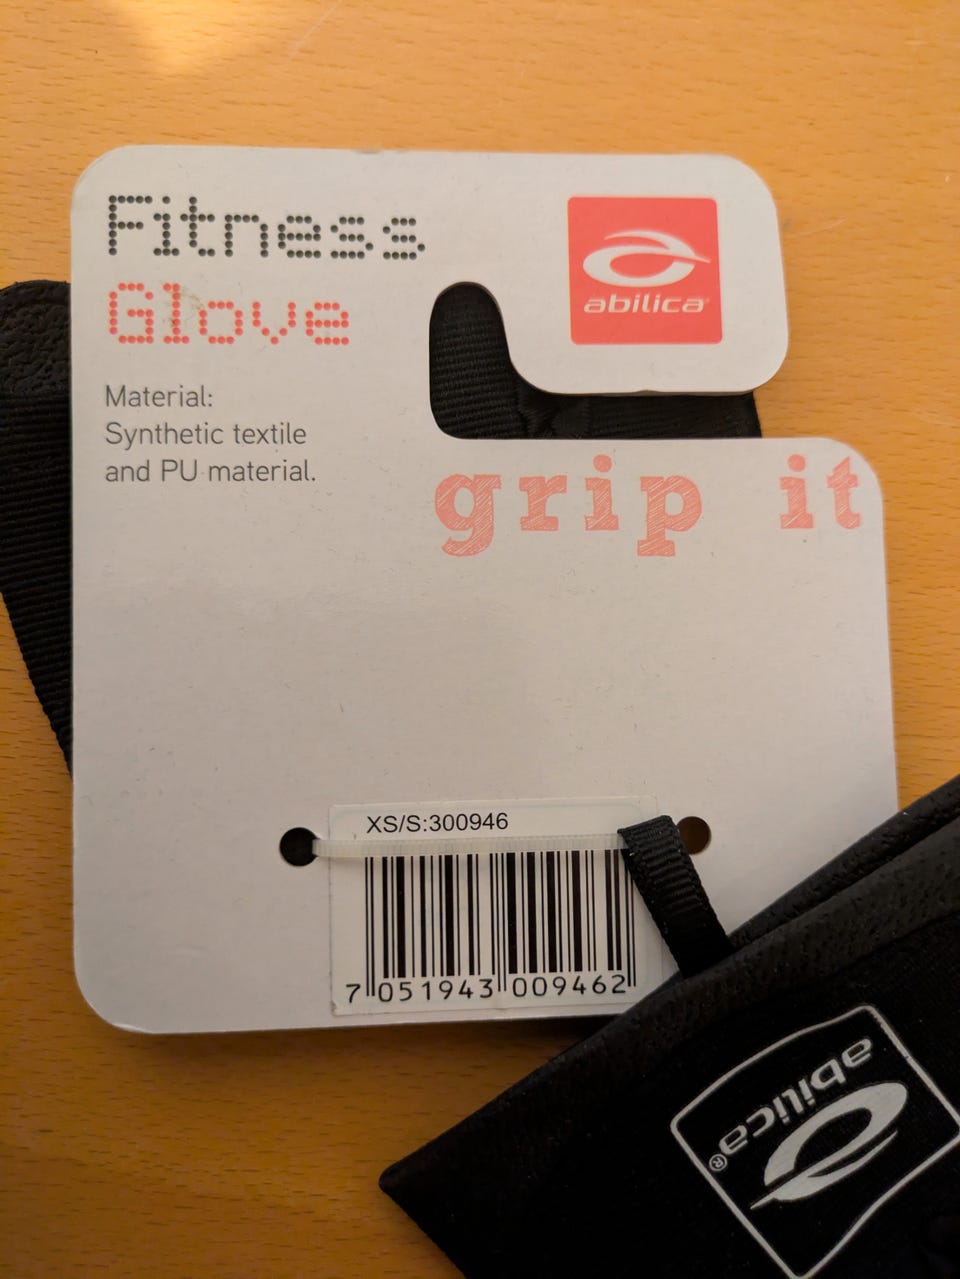 Fitness
Glove
abilica®
Material:
Synthetic textile
and PU material.
grip it
XS/S:300946
7 051943 009462
abilica®